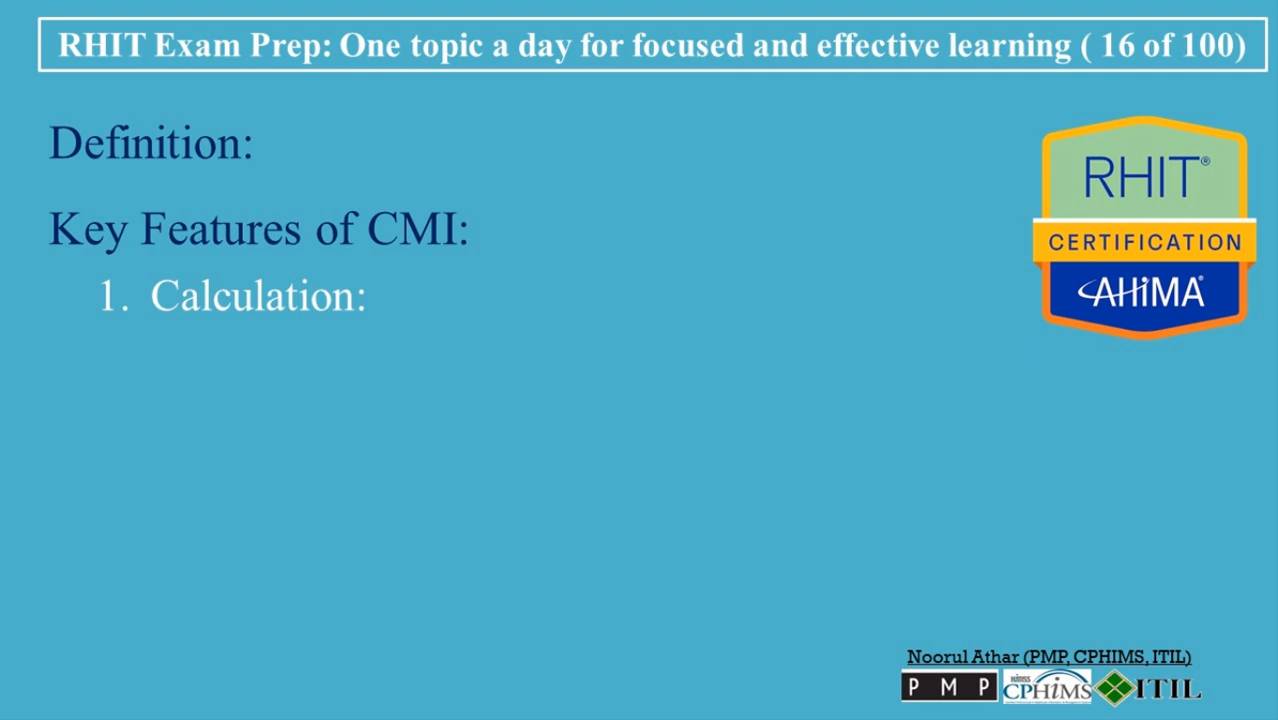 RHIT Exam Prep: One topic a day for focused and effective learning ( 16 of 100)
Definition:
Key Features of CMI:
1. Calculation:
RHIT®
CERTIFICATION
AHIMA®
Noorul Athar (PMP, CPHIMS, ITIL)
P M P
himss
CPHIMS
ITIL